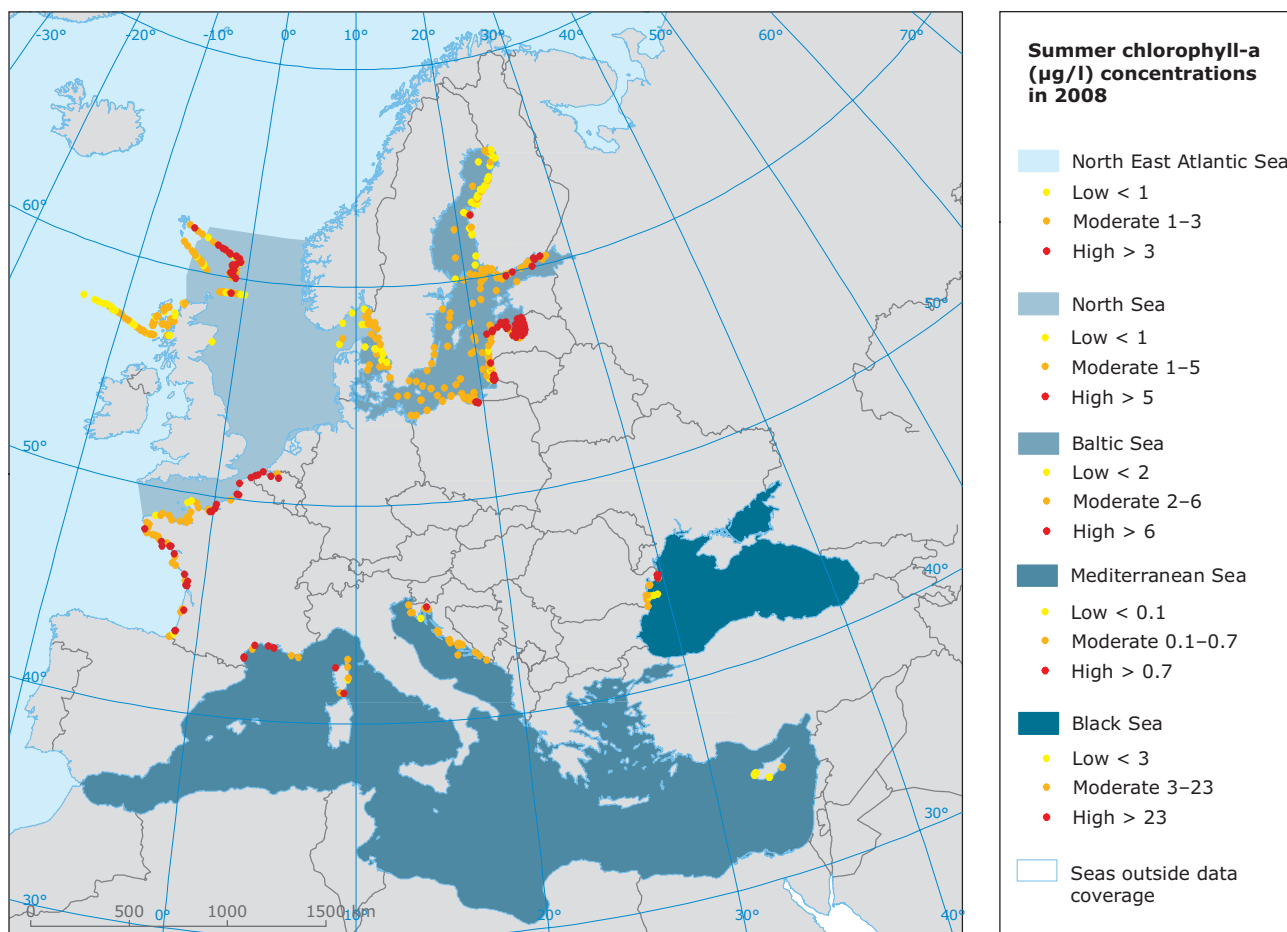 -30°
-20°
-10°
0°
10°
20°
30°
40°
50°
60°
70°
60°
50°
50°
40°
40°
30°
30°
0
500
0°
1000
10°
1500 km
20°
30°
40°
Summer chlorophyll-a
(µg/l) concentrations
in 2008
North East Atlantic Sea
Low < 1
Moderate 1–3
High > 3
North Sea
Low < 1
Moderate 1–5
High > 5
Baltic Sea
Low < 2
Moderate 2–6
High > 6
Mediterranean Sea
Low < 0.1
Moderate 0.1–0.7
High > 0.7
Black Sea
Low < 3
Moderate 3–23
High > 23
Seas outside data
coverage